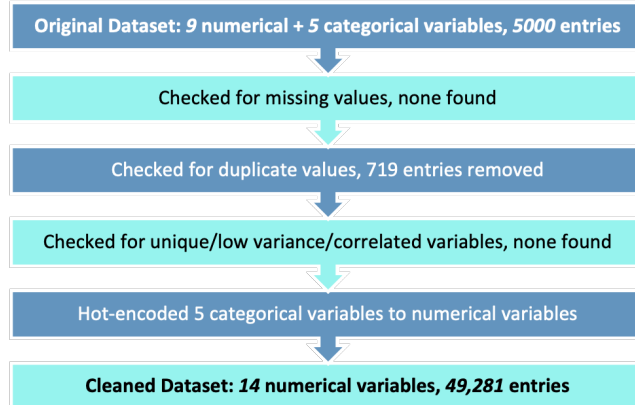 Original Dataset: 9 numerical + 5 categorical variables, 5000 entries
Checked for missing values, none found
Checked for duplicate values, 719 entries removed
Checked for unique/low variance/correlated variables, none found
Hot-encoded 5 categorical variables to numerical variables
Cleaned Dataset: 14 numerical variables, 49,281 entries